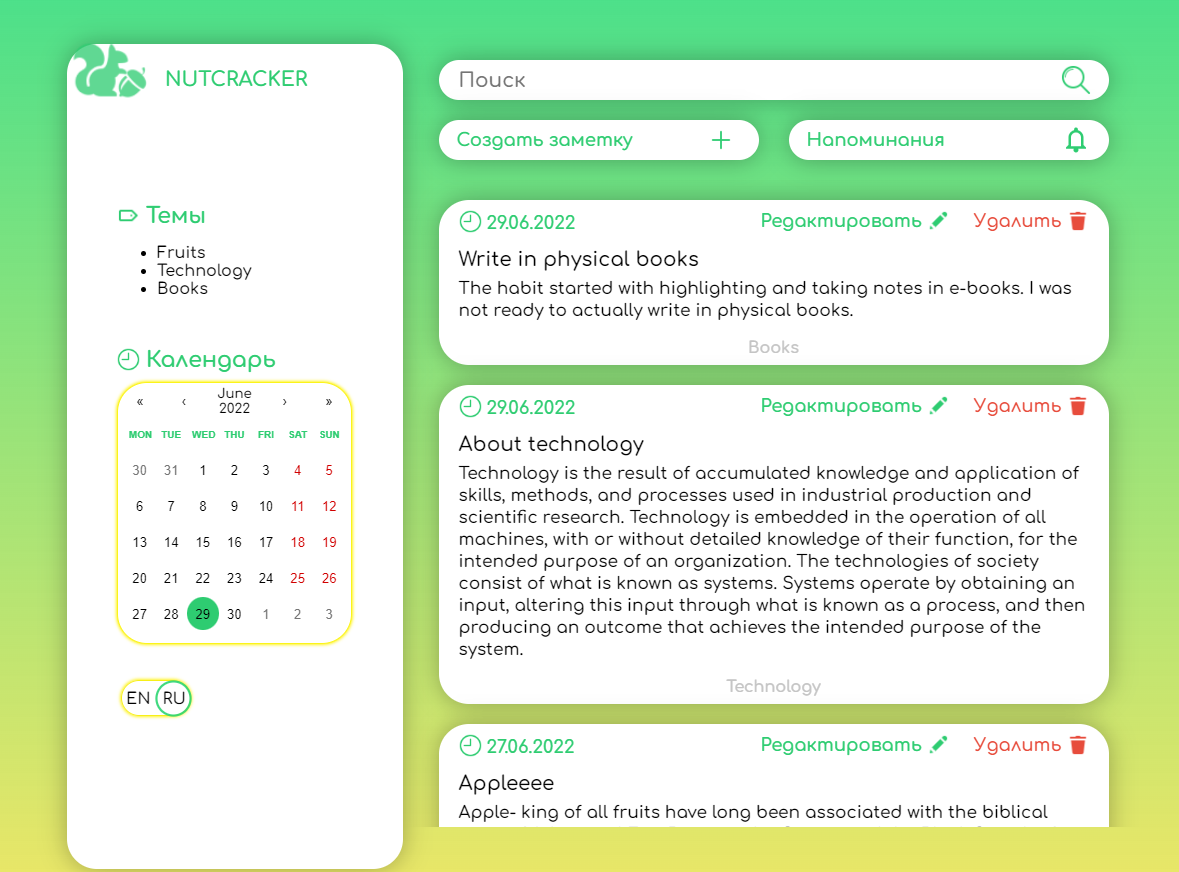 NUTCRACKER
Темы
Fruits
Technology
Books
Календарь
« ‹ June 2022 › »
MON TUE WED THU FRI SAT SUN
30 31 1 2 3 4 5
6 7 8 9 10 11 12
13 14 15 16 17 18 19
20 21 22 23 24 25 26
27 28 29 30 1 2 3
EN RU
Поиск
Создать заметку
Напоминания
29.06.2022 Редактировать Удалить
Write in physical books
The habit started with highlighting and taking notes in e-books. I was
not ready to actually write in physical books.
Books
29.06.2022 Редактировать Удалить
About technology
Technology is the result of accumulated knowledge and application of
skills, methods, and processes used in industrial production and
scientific research. Technology is embedded in the operation of all
machines, with or without detailed knowledge of their function, for the
intended purpose of an organization. The technologies of society
consist of what is known as systems. Systems operate by obtaining an
input, altering this input through what is known as a process, and then
producing an outcome that achieves the intended purpose of the
system.
Technology
27.06.2022 Редактировать Удалить
Appleeee
Apple- king of all fruits have long been associated with the biblical